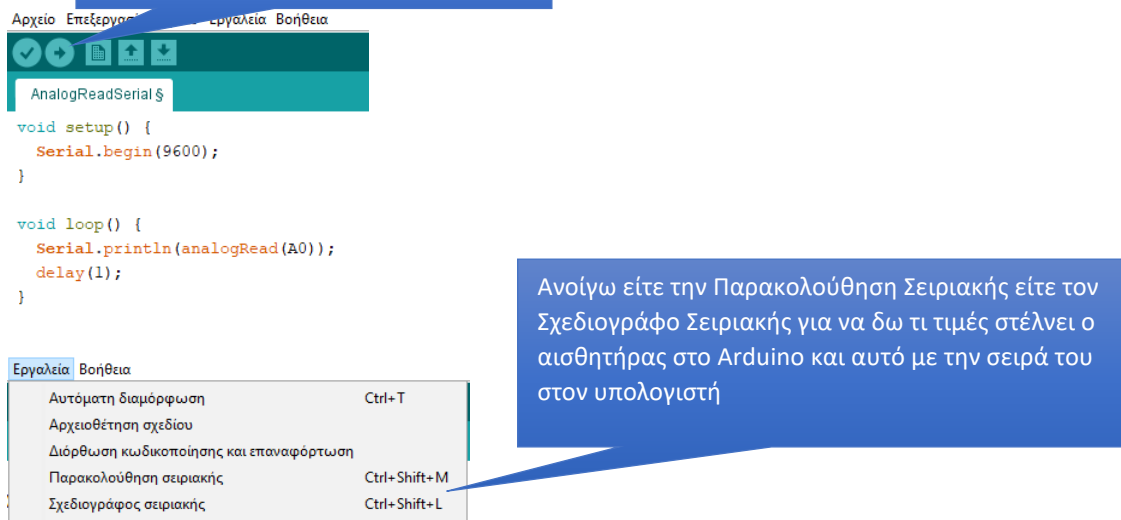 Αρχείο Επεξεργασ Εργαλεία Βοήθεια
AnalogReadSerial §
void setup() {
  Serial.begin(9600);
}
void loop() {
  Serial.println(analogRead(A0));
  delay(1);
}
Ανοίγω είτε την Παρακολούθηση Σειριακής είτε τον
Σχεδιογράφο Σειριακής για να δω τι τιμές στέλνει ο
αισθητήρας στο Arduino και αυτό με την σειρά του
στον υπολογιστή
Εργαλεία Βοήθεια
Αυτόματη διαμόρφωση Ctrl+T
Αρχειοθέτηση σχεδίου
Διόρθωση κωδικοποίησης και επαναφόρτωση
Παρακολούθηση σειριακής Ctrl+Shift+M
Σχεδιογράφος σειριακής Ctrl+Shift+L